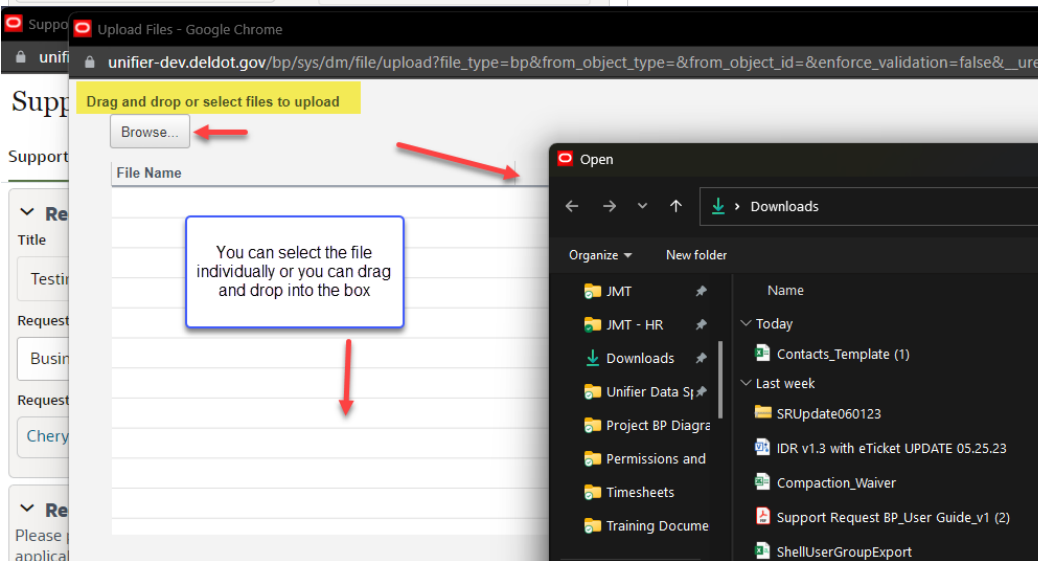 Suppo
Upload Files - Google Chrome
unifi
unifier-dev.deldot.gov/bp/sys/dm/file/upload?file_type=bp&from_object_type=&from_object_id=&enforce_validation=false&__ure
Supp
Drag and drop or select files to upload
Browse...
Support
File Name
Re
Title
Testin
Request
Busin
Request
Chery
Re
Please p
applical
You can select the file
individually or you can drag
and drop into the box
Open
Downloads
Organize
New folder
JMT
JMT - HR
Downloads
Unifier Data Sp
Project BP Diagra
Permissions and
Timesheets
Training Docume
Name
Today
Contacts_Template (1)
Last week
SRUpdate060123
IDR v1.3 with eTicket UPDATE 05.25.23
Compaction_Waiver
Support Request BP_User Guide_v1 (2)
ShellUserGroupExport